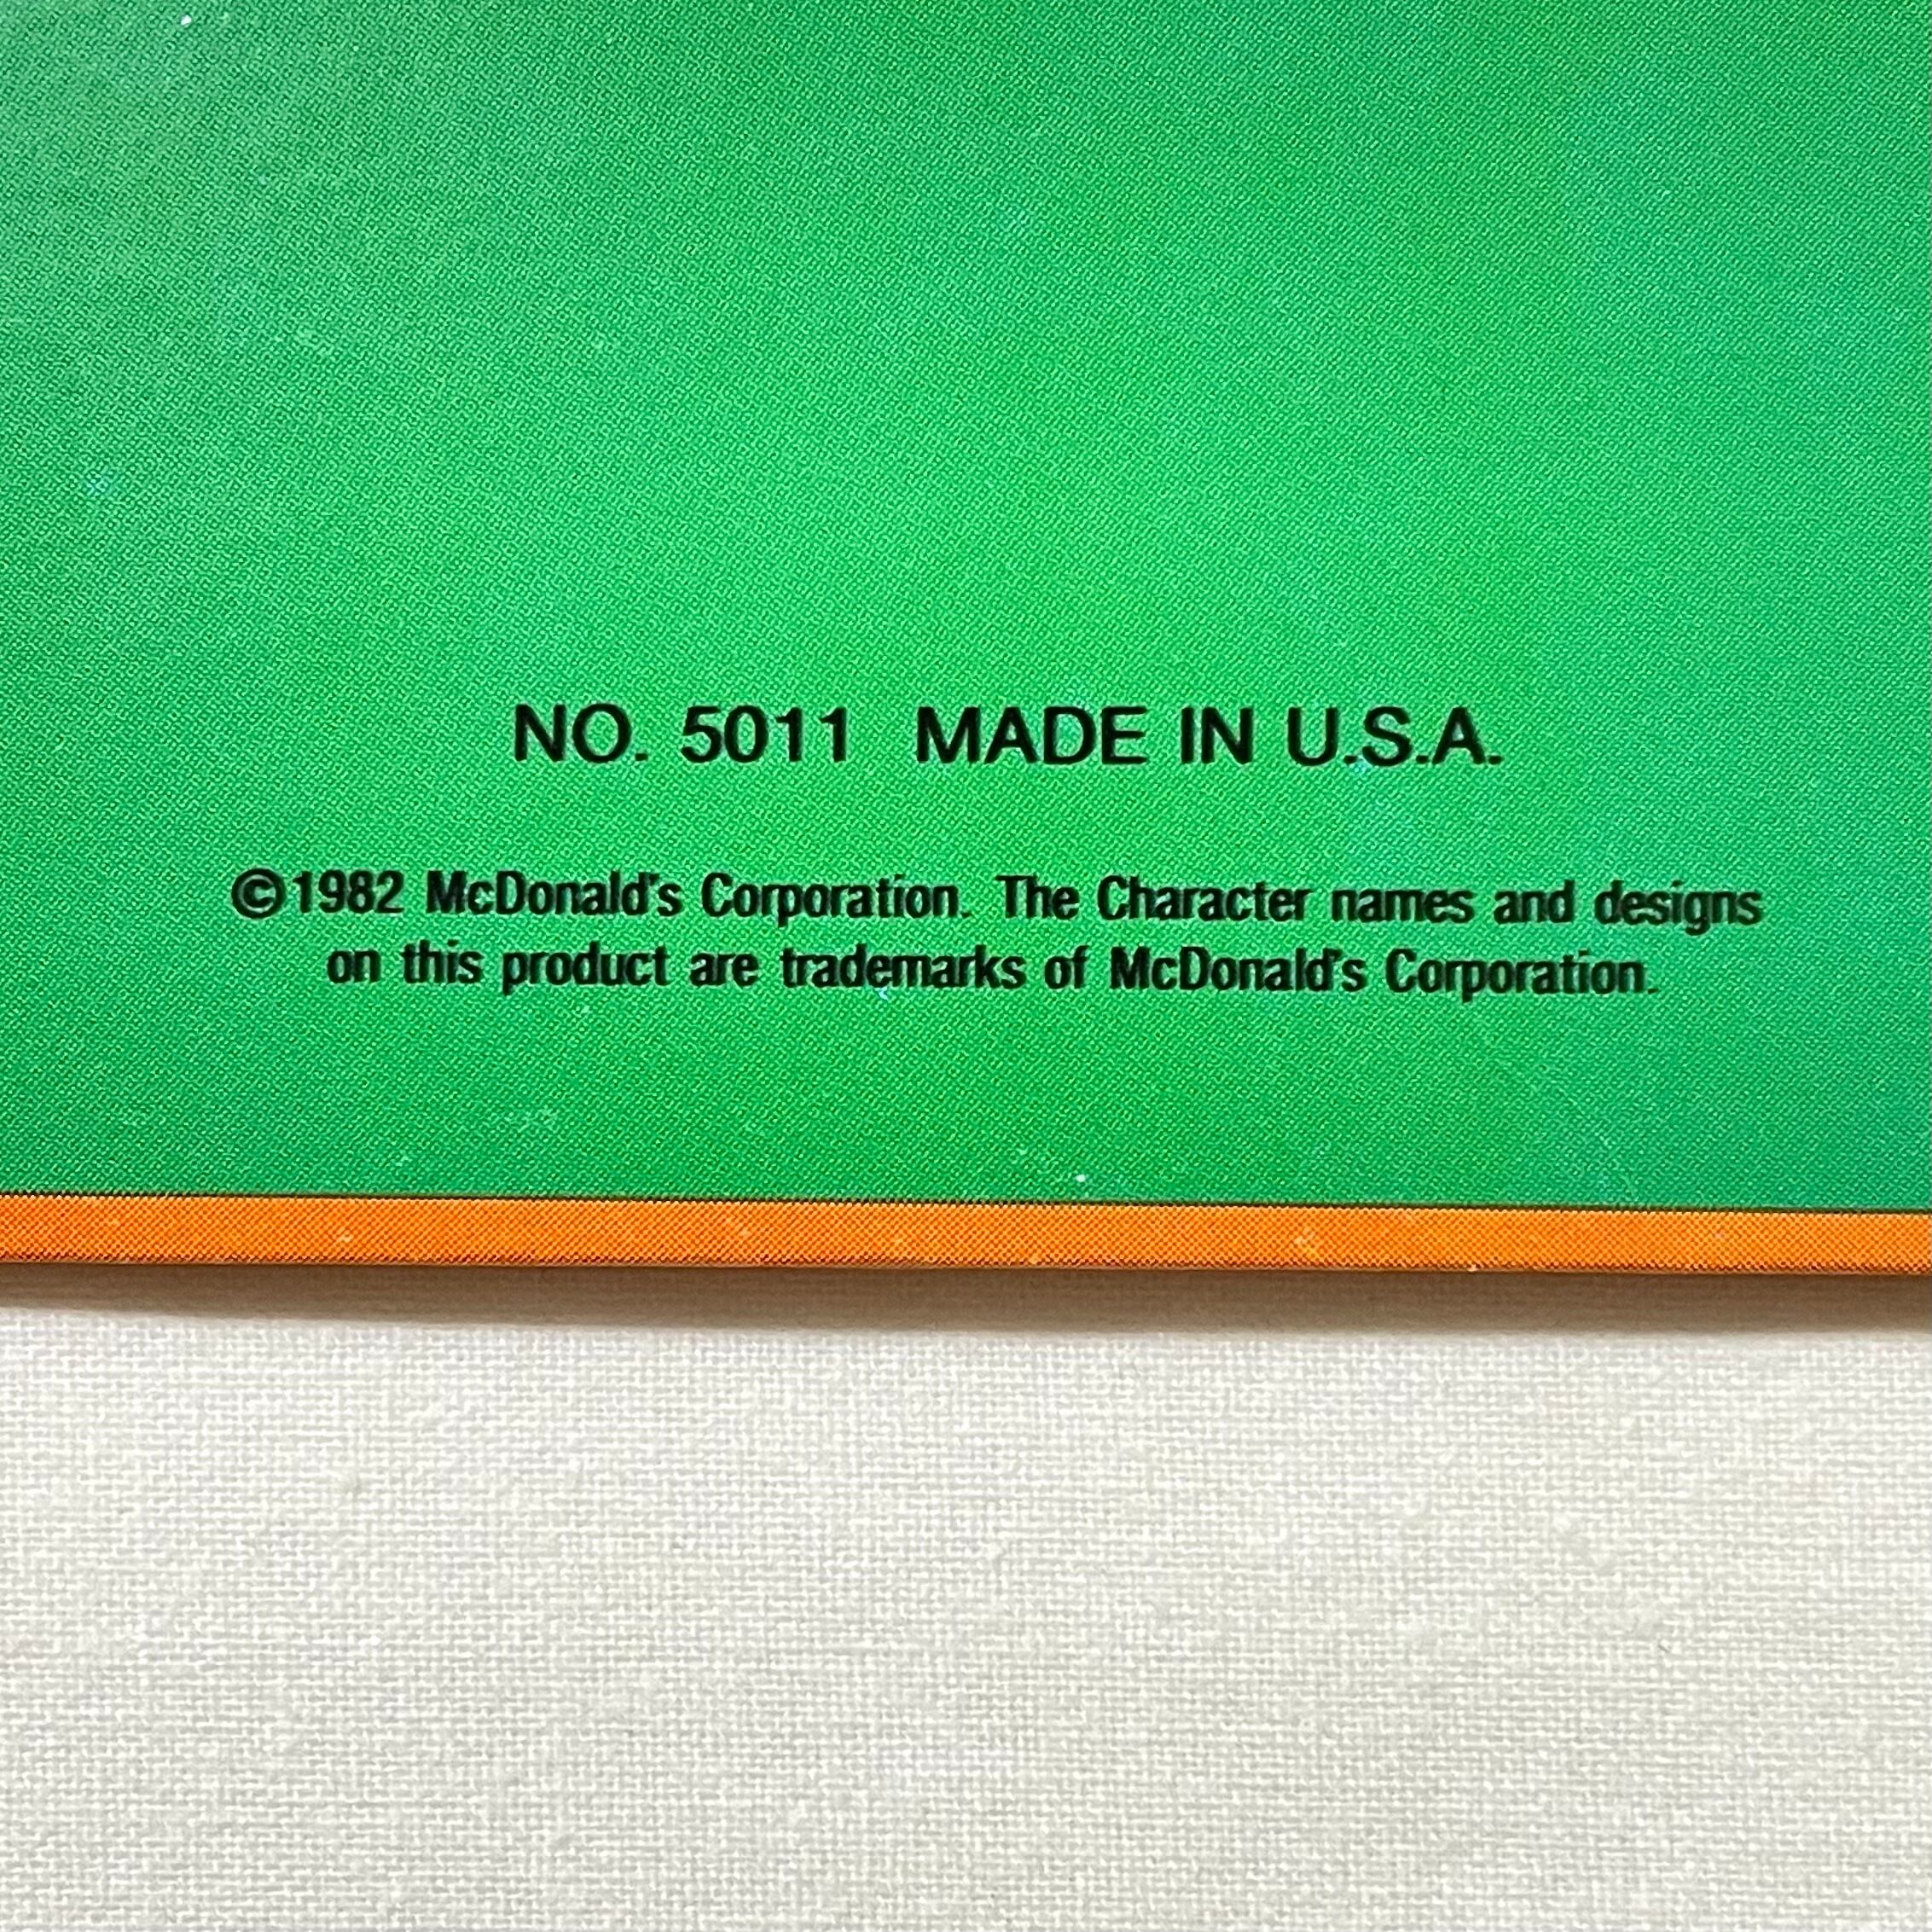 NO. 5011 MADE IN U.S.A.
©1982 McDonald's Corporation. The Character names and designs
on this product are trademarks of McDonald's Corporation.